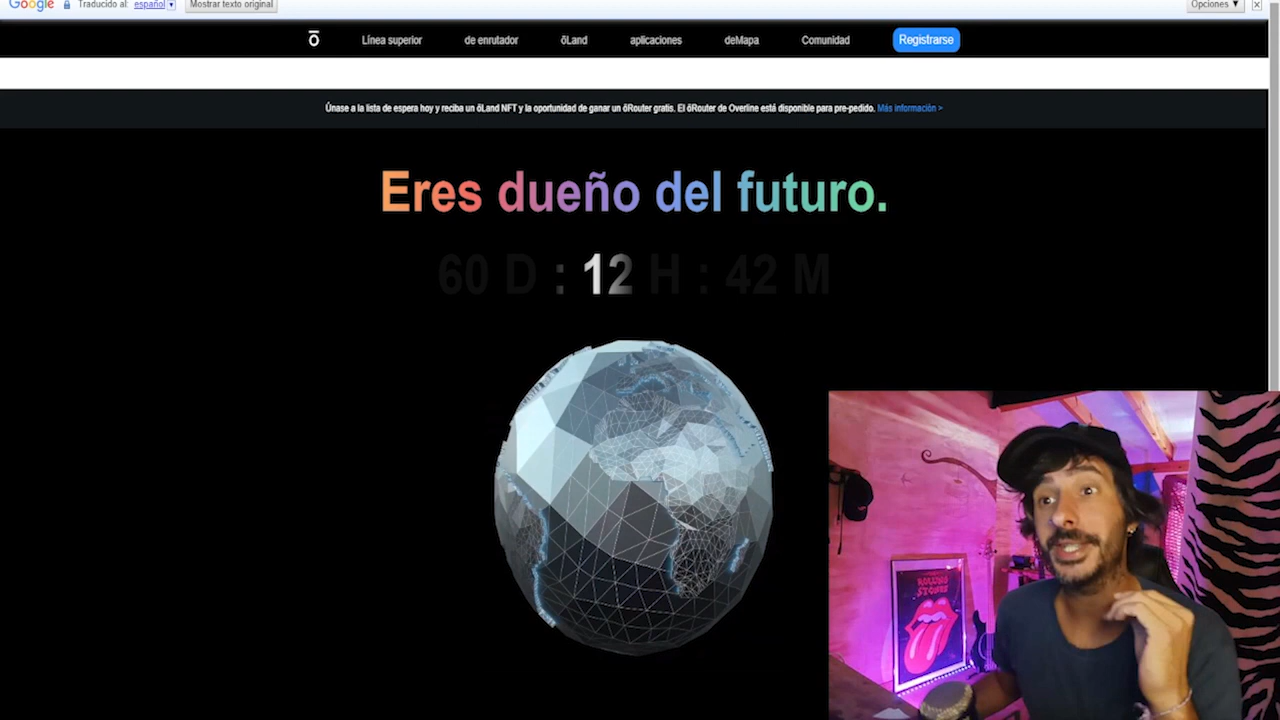 Google Traducido al: español Mostrar texto original Opciones ▼
ō Línea superior de enrutador ōLand aplicaciones deMapa Comunidad Registrarse
Únase a la lista de espera hoy y reciba un ōLand NFT y la oportunidad de ganar un ōRouter gratis. El ōRouter de Overline está disponible para pre-pedido. Más información >
Eres dueño del futuro.
60 D : 12 H : 42 M
ROLLING
STONES